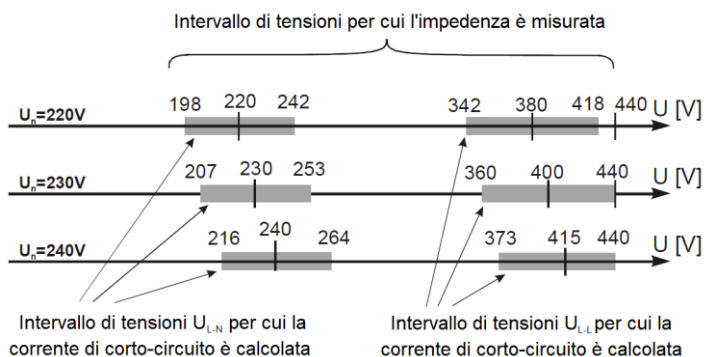 Intervallo di tensioni per cui l'impedenza è misurata
198 220 242 342 380 418 440 U [V]
Un=220V
207 230 253 360 400 440 U [V]
Un=230V
216 240 264 373 415 440 U [V]
Un=240V
Intervallo di tensioni UL-N per cui la
corrente di corto-circuito è calcolata
Intervallo di tensioni UL-L per cui la
corrente di corto-circuito è calcolata